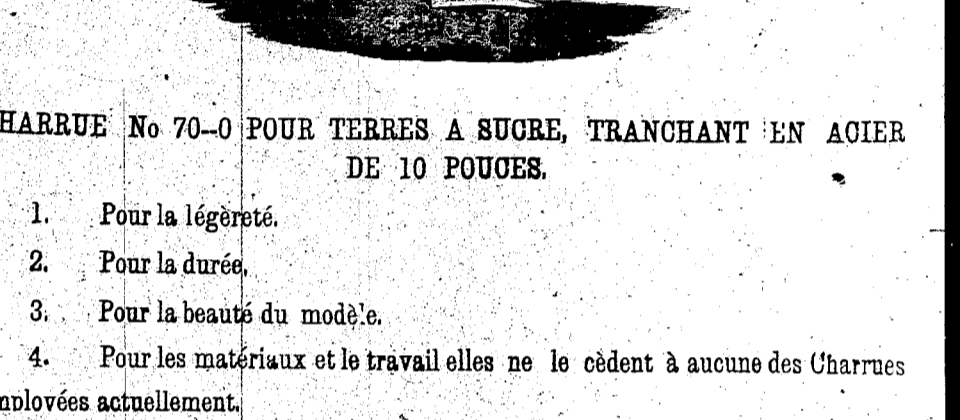 HARRUE No 70--0 POUR TERRES A SUCRE, TRANCHANT EN ACIER
DE 10 POUCES.
1. Pour la légèreté.
2. Pour la durée.
3. Pour la beauté du modèle.
4. Pour les matériaux et le travail elles ne le cèdent à aucune des Charrues
mployées actuellement.